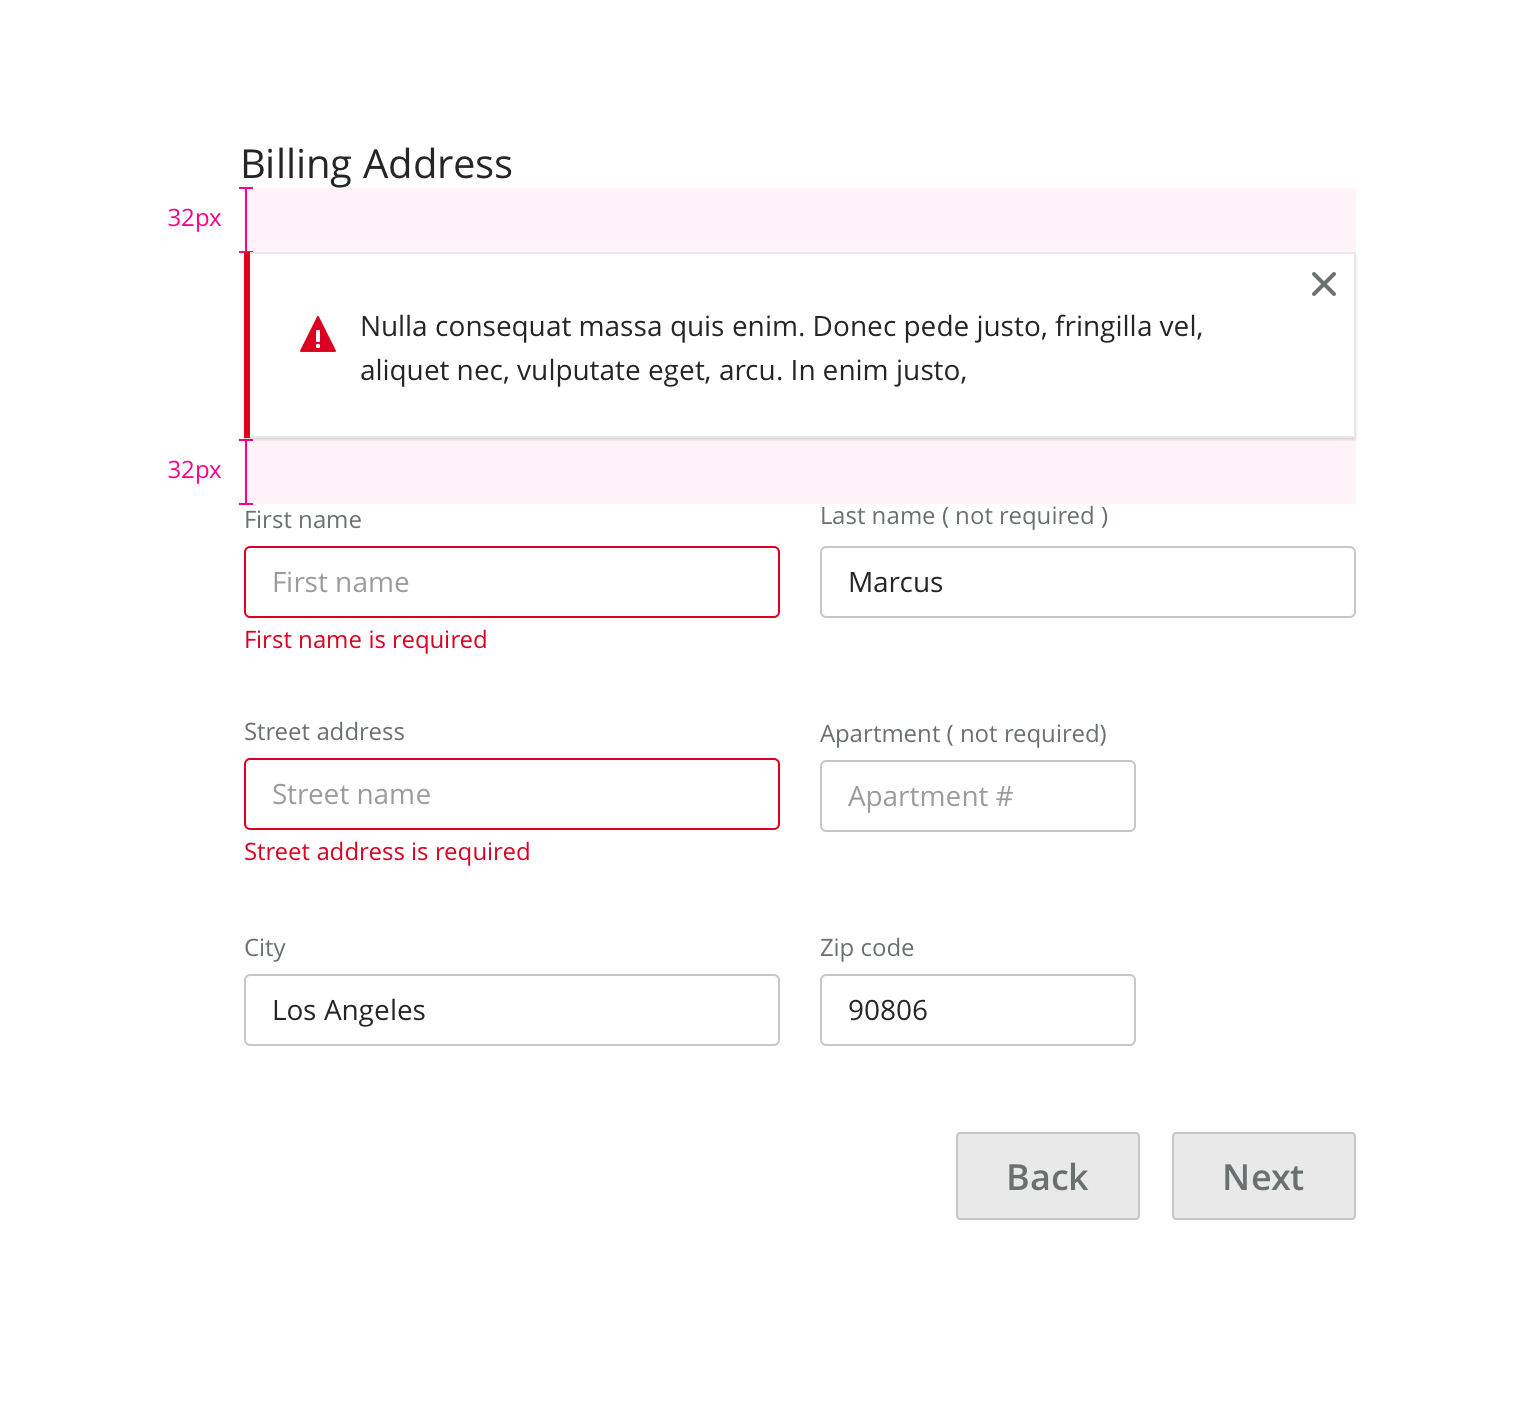 Billing Address
32px
Nulla consequat massa quis enim. Donec pede justo, fringilla vel,
aliquet nec, vulputate eget, arcu. In enim justo,
32px
First name
Last name ( not required )
First name
Marcus
First name is required
Street address
Apartment ( not required)
Street name
Apartment #
Street address is required
City
Zip code
Los Angeles
90806
Back
Next